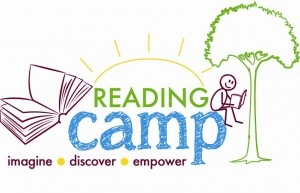 READING
camp
imagine • discover • empower